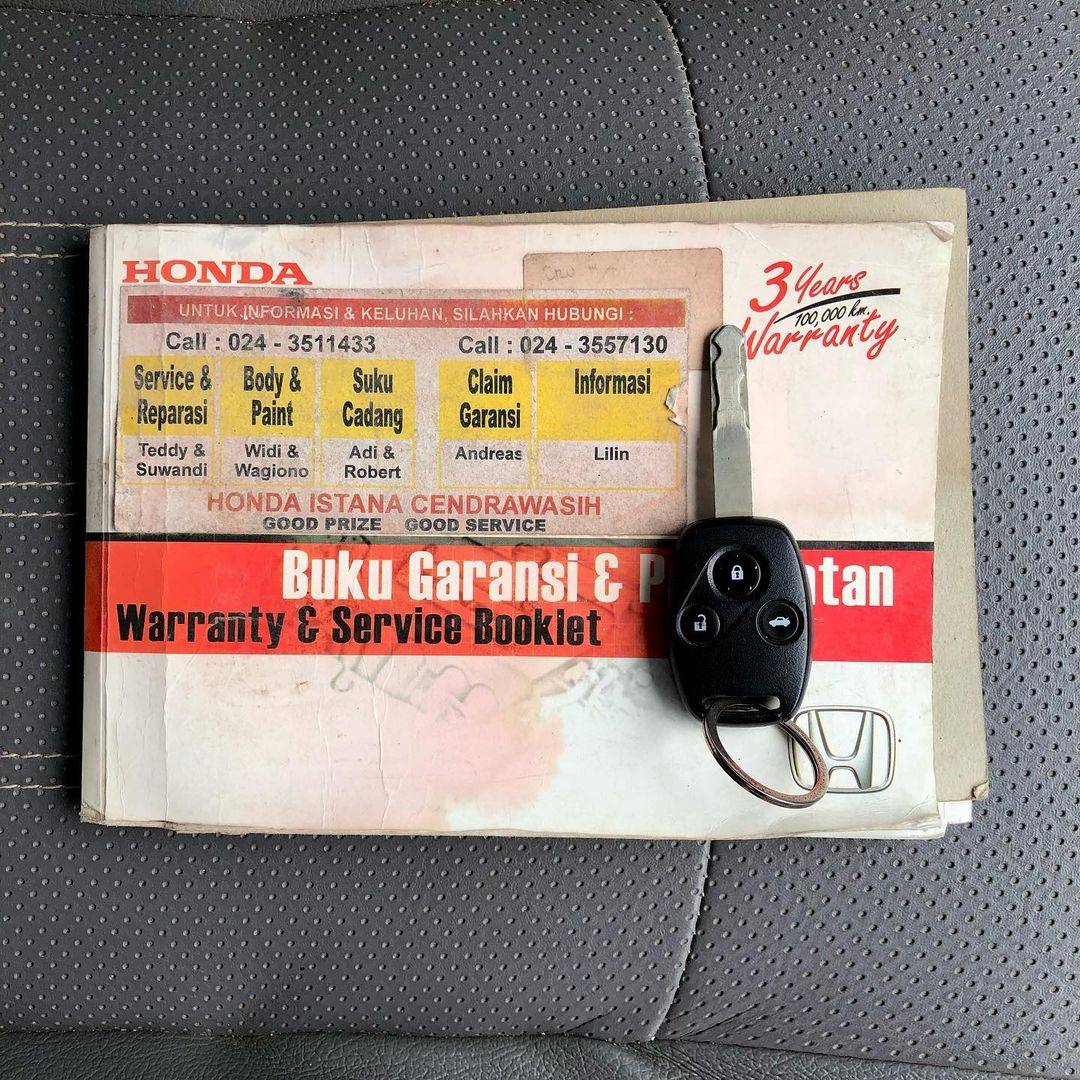 HONDA
3 Years
100,000 km.
Warranty
UNTUK INFORMASI & KELUHAN, SILAHKAN HUBUNGI :
Call : 024 - 3511433 Call : 024 - 3557130
Service & Body & Suku Claim Informasi
Reparasi Paint Cadang Garansi
Teddy & Widi & Adi & Andreas Lilin
Suwandi Wagiono Robert
HONDA ISTANA CENDRAWASIH
GOOD PRIZE GOOD SERVICE
Buku Garansi &
Warranty & Service Booklet